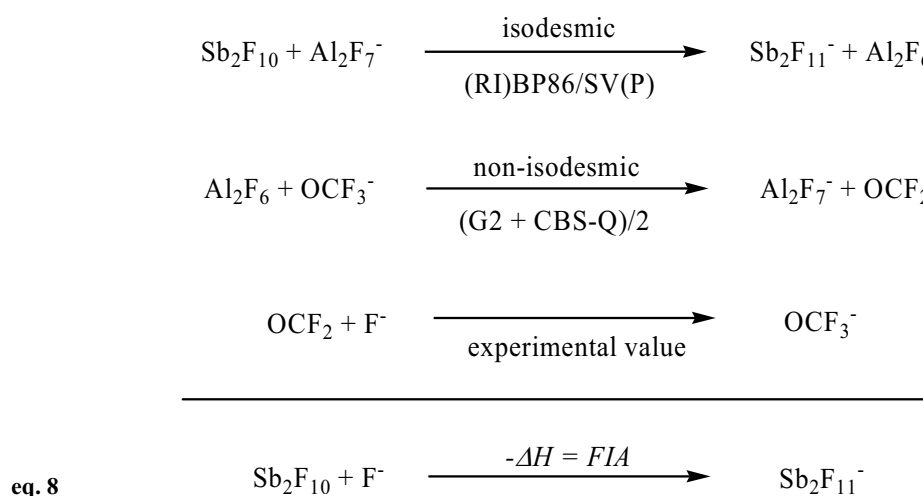 isodesmic
Sb₂F₁₀ + Al₂F₇⁻ → Sb₂F₁₁⁻ + Al₂F₆
(RI)BP86/SV(P)
non-isodesmic
Al₂F₆ + OCF₃⁻ → Al₂F₇⁻ + OCF₂
(G2 + CBS-Q)/2
OCF₂ + F⁻ → OCF₃⁻
experimental value
-ΔH = FIA
eq. 8 Sb₂F₁₀ + F⁻ → Sb₂F₁₁⁻